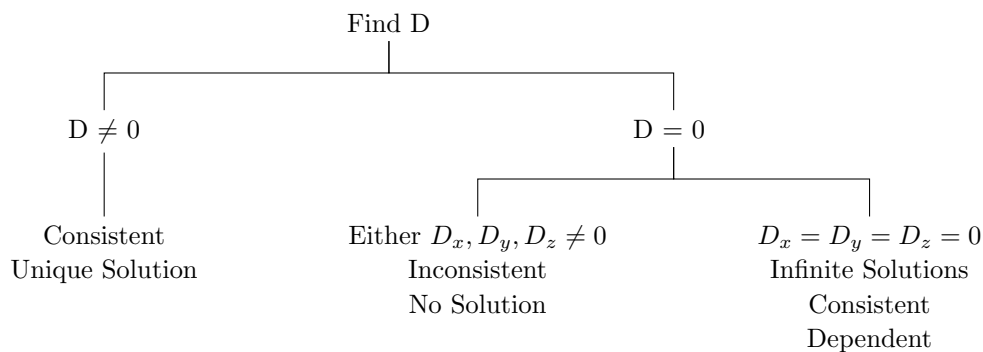 Find D
D ≠ 0
D = 0
Consistent
Unique Solution
Either D_x, D_y, D_z ≠ 0
Inconsistent
No Solution
D_x = D_y = D_z = 0
Infinite Solutions
Consistent
Dependent